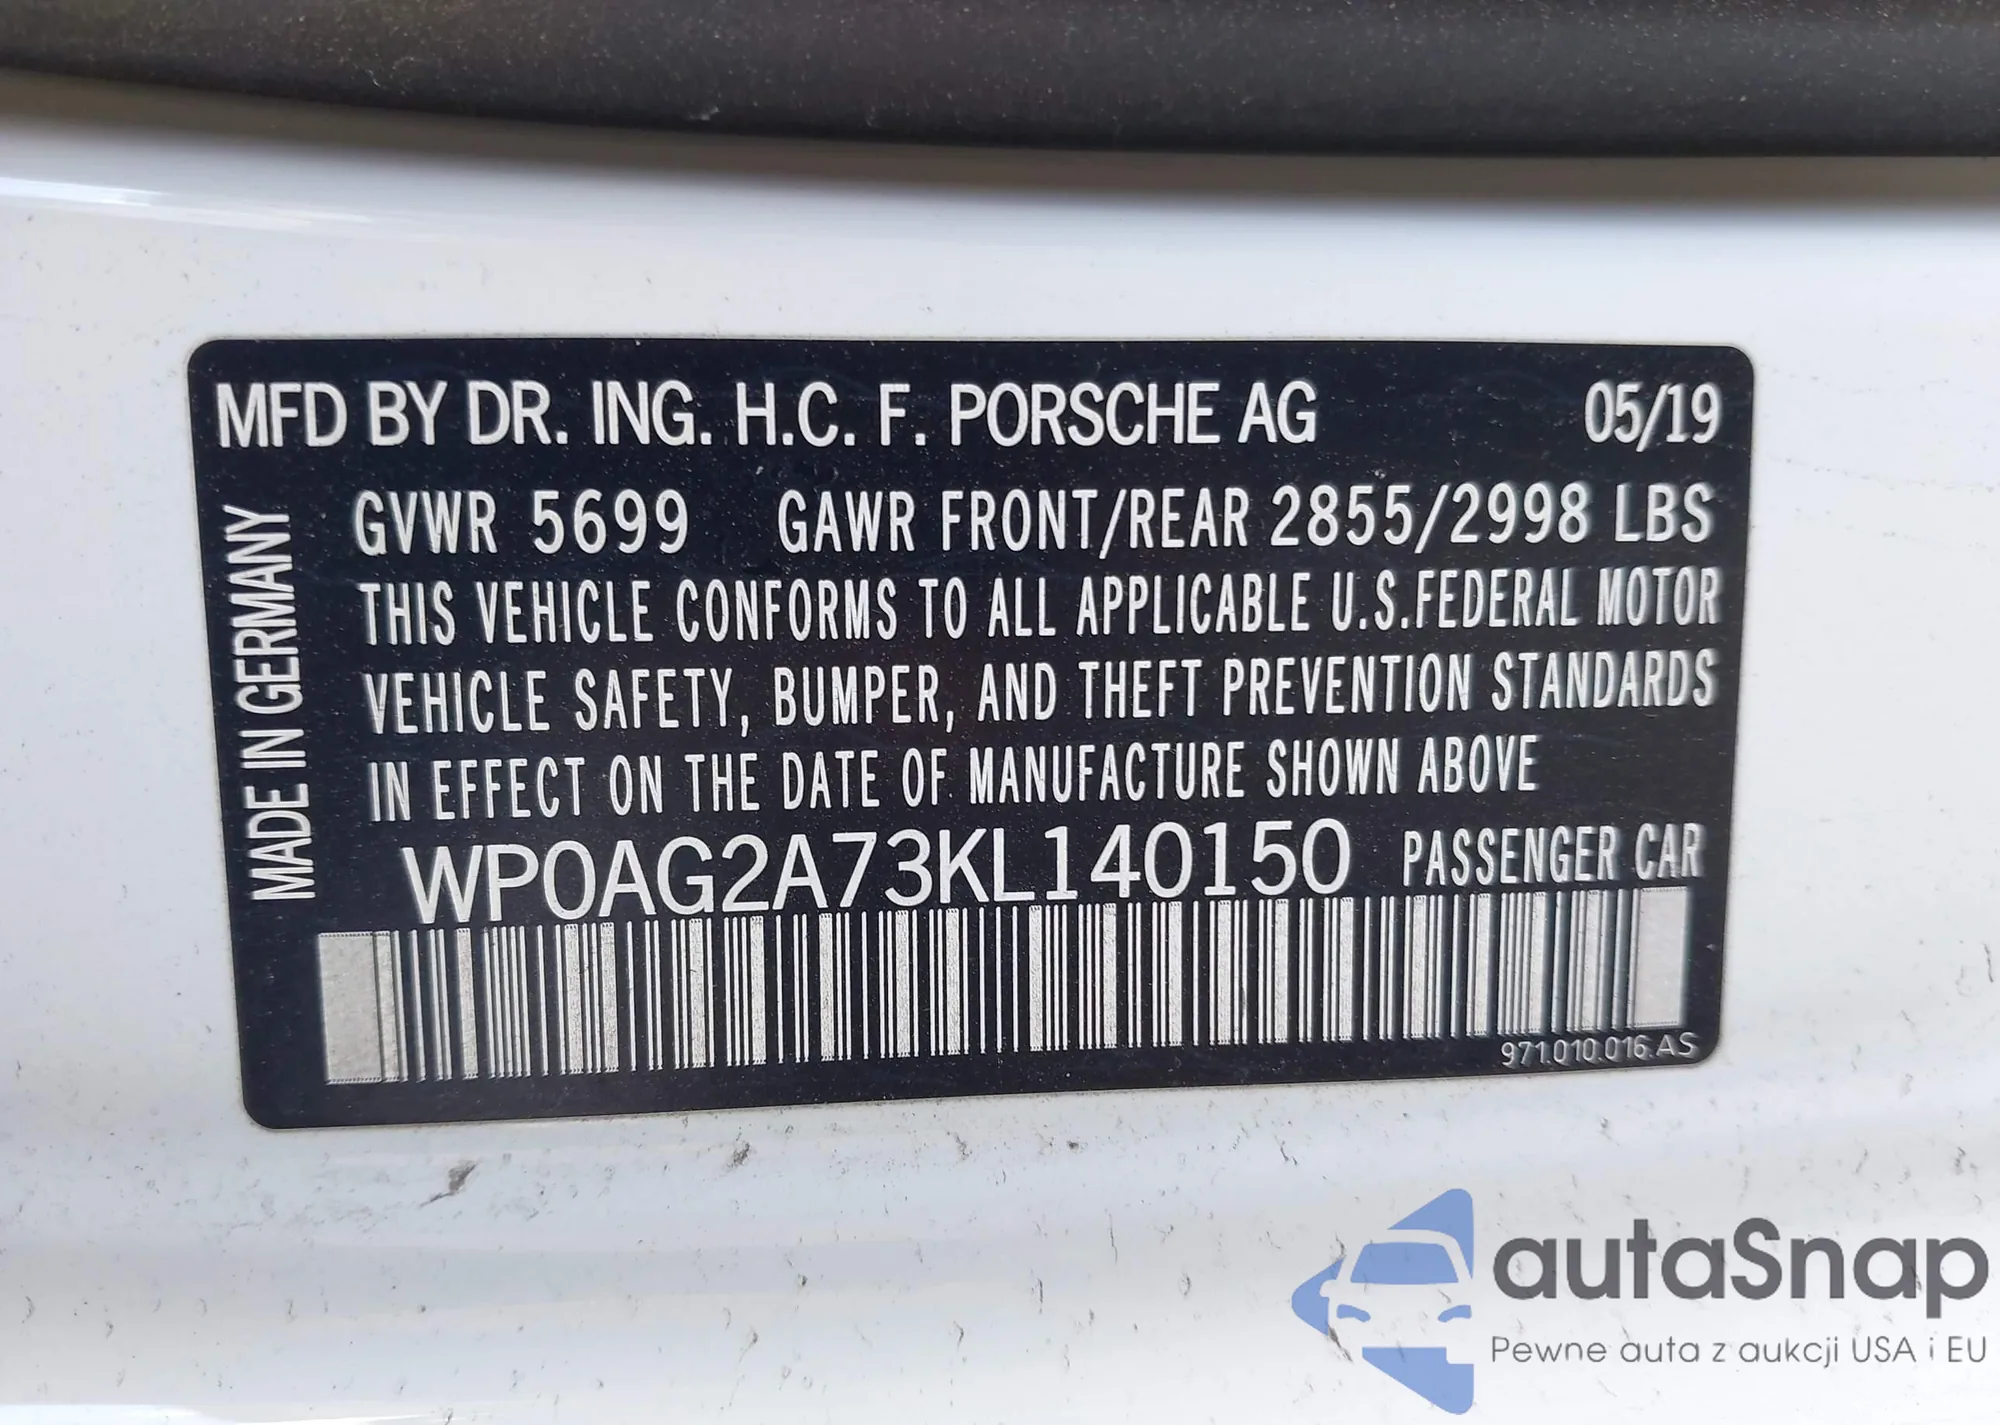 MFD BY DR. ING. H.C. F. PORSCHE AG 05/19
MADE IN GERMANY
GVWR 5699 GAWR FRONT/REAR 2855/2998 LBS
THIS VEHICLE CONFORMS TO ALL APPLICABLE U.S.FEDERAL MOTOR
VEHICLE SAFETY, BUMPER, AND THEFT PREVENTION STANDARDS
IN EFFECT ON THE DATE OF MANUFACTURE SHOWN ABOVE
WP0AG2A73KL140150 PASSENGER CAR
971.010.016.AS
autaSnap
Pewne auta z aukcji USA i EU